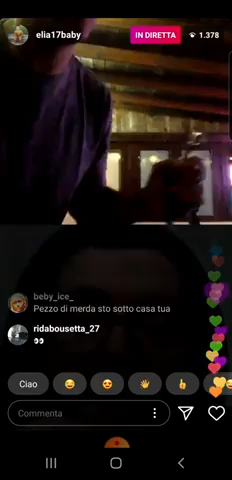 elia17baby
IN DIRETTA
1.378
beby_ice_
Pezzo di merda sto sotto casa tua
ridabousetta_27
👀
Ciao
Commenta